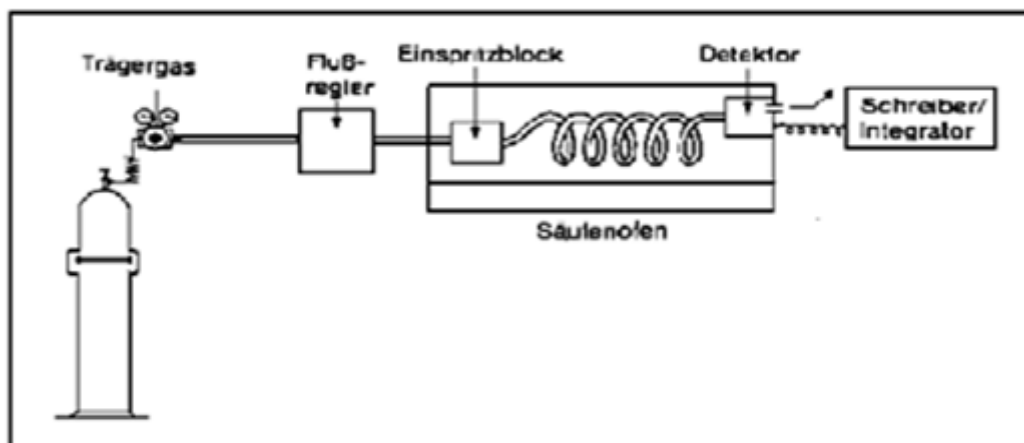 Trägergas
Fluß-
regler
Einspritzblock
Detektor
Schreiber/
Integrator
Säulenofen